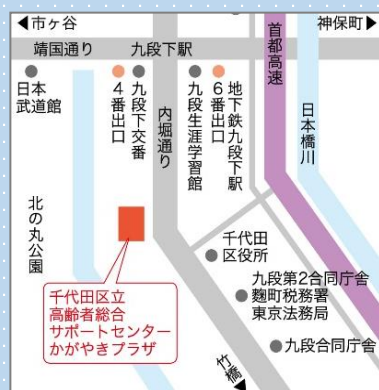 ◀市ヶ谷
神保町▶
靖国通り
九段下駅
首都高速
日本
武道館
4番出口
九段下交番
内堀通り
九段生涯学習館
6番出口
地下鉄九段下駅
日本橋川
北の丸公園
千代田
区役所
千代田区立
高齢者総合
サポートセンター
かがやきプラザ
九段第2合同庁舎
麴町税務署
東京法務局
九段合同庁舎
竹橋▼